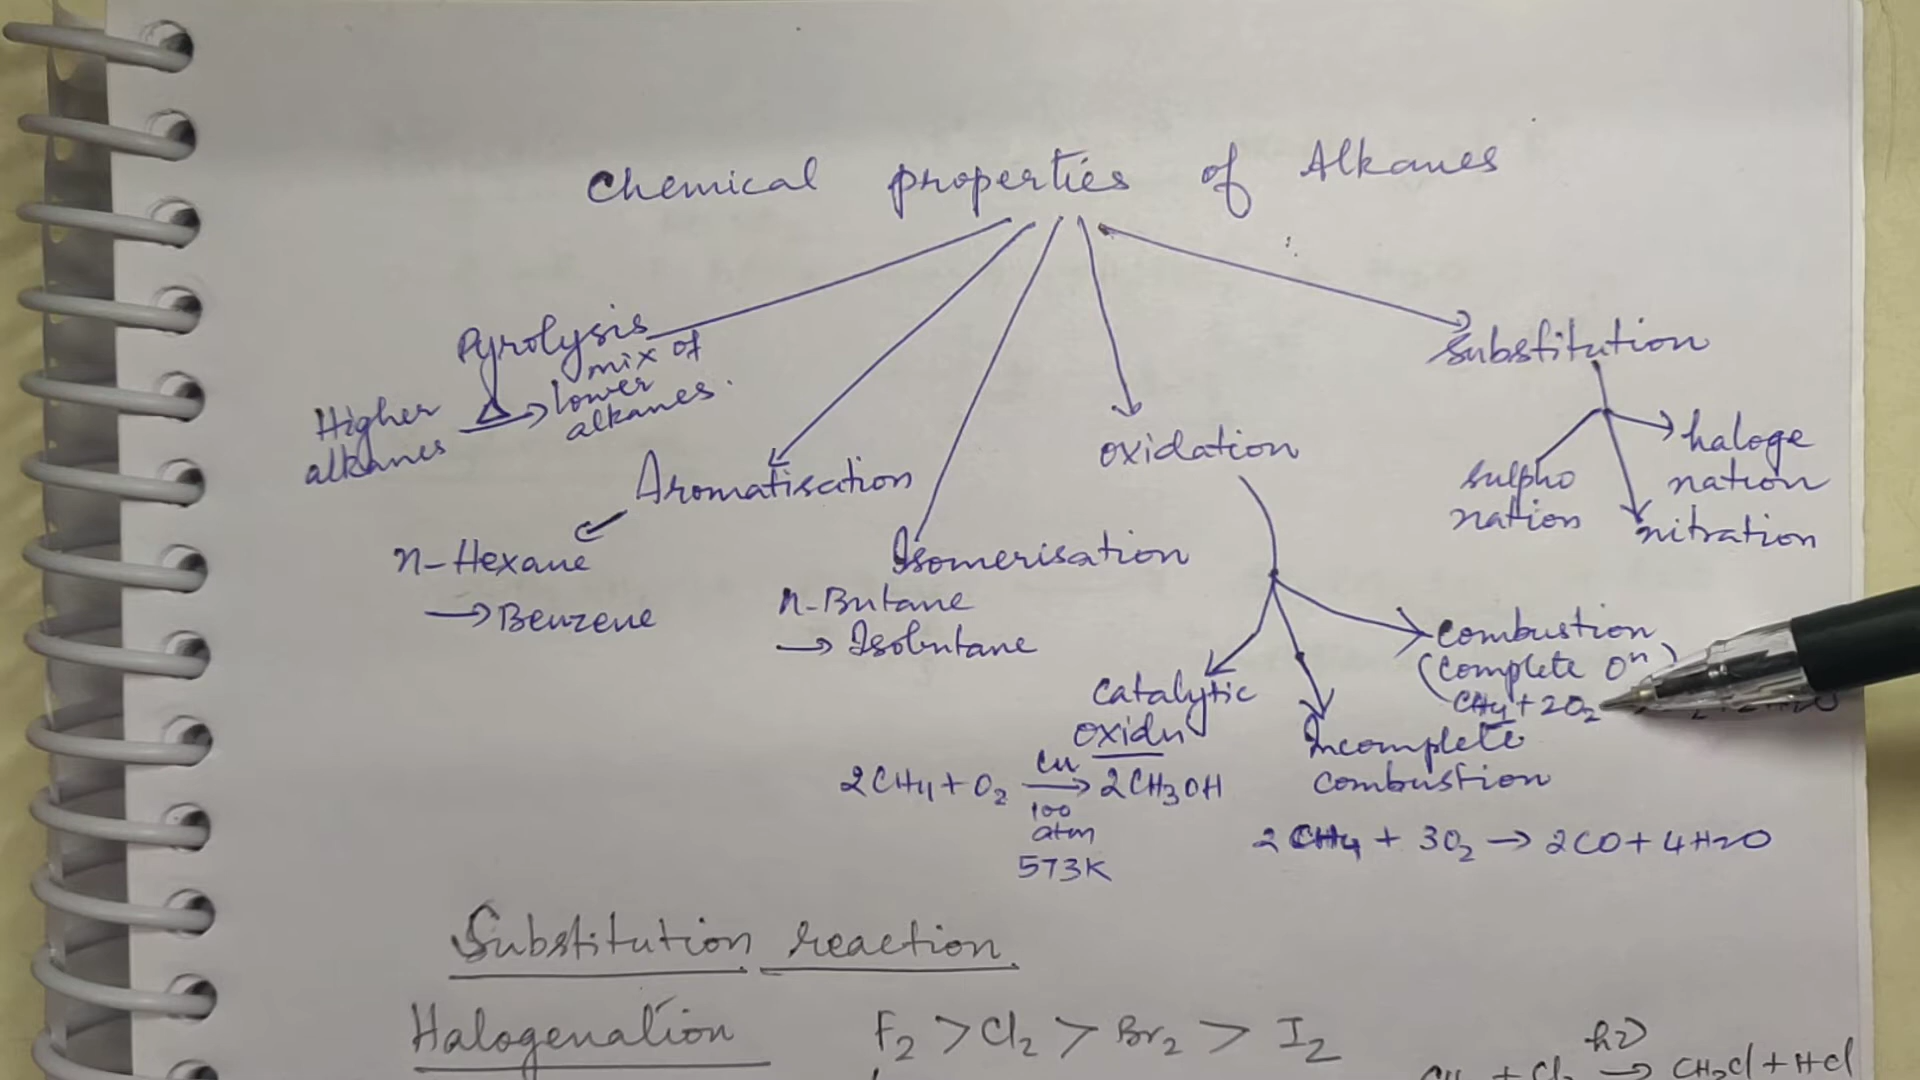 Chemical properties of Alkanes
Pyrolysis
Higher
alkanes
Δ→
mix of
lower
alkanes.
Aromatisation
n-Hexane
→ Benzene
Isomerisation
n-Butane
→ Isobutane
oxidation
Catalytic
oxidn
2CH4 + O2 Cu → 2CH3OH
100
atm
573K
Incomplete
combustion
2CH4 + 3O2 → 2CO + 4H2O
Combustion
(Complete On)
CH4 + 2O2
Substitution
sulpho
nation
haloge
nation
nitration
Substitution reaction.
Halogenation
F2 > Cl2 > Br2 > I2
hν
+ Cl2 → CH3Cl + HCl